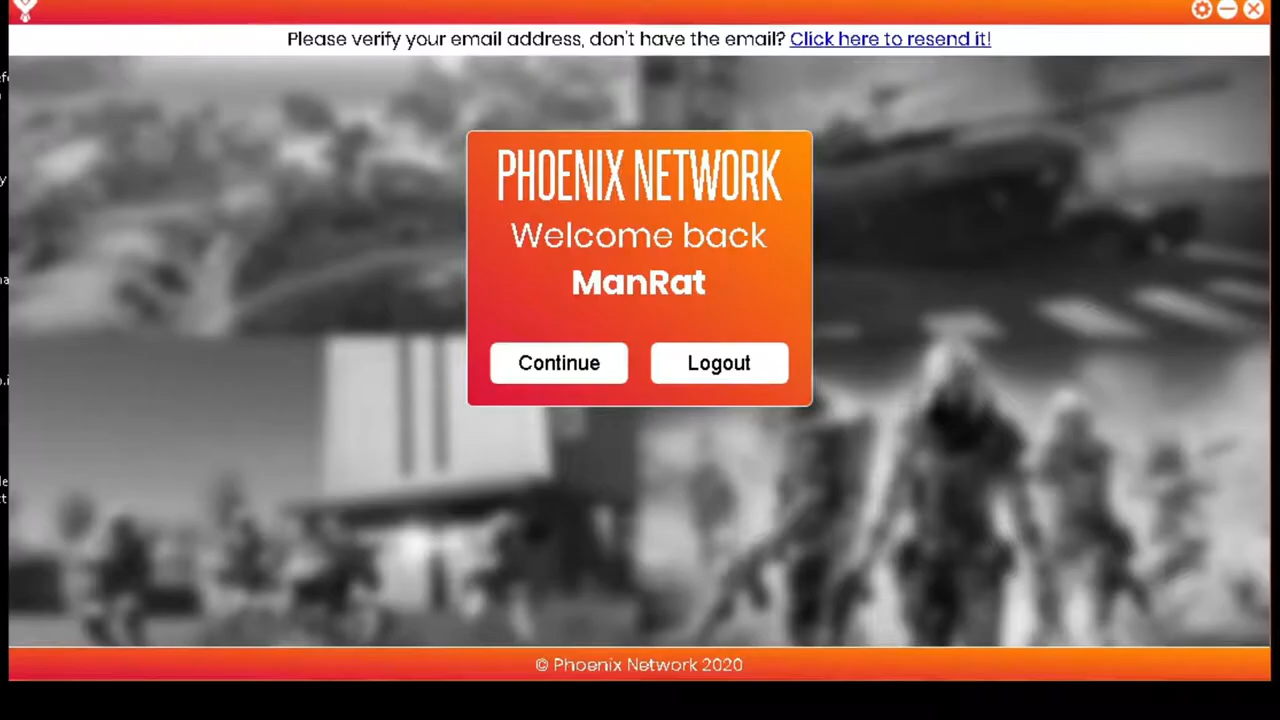 Please verify your email address, don't have the email? Click here to resend it!
PHOENIX NETWORK
Welcome back
ManRat
Continue
Logout
© Phoenix Network 2020